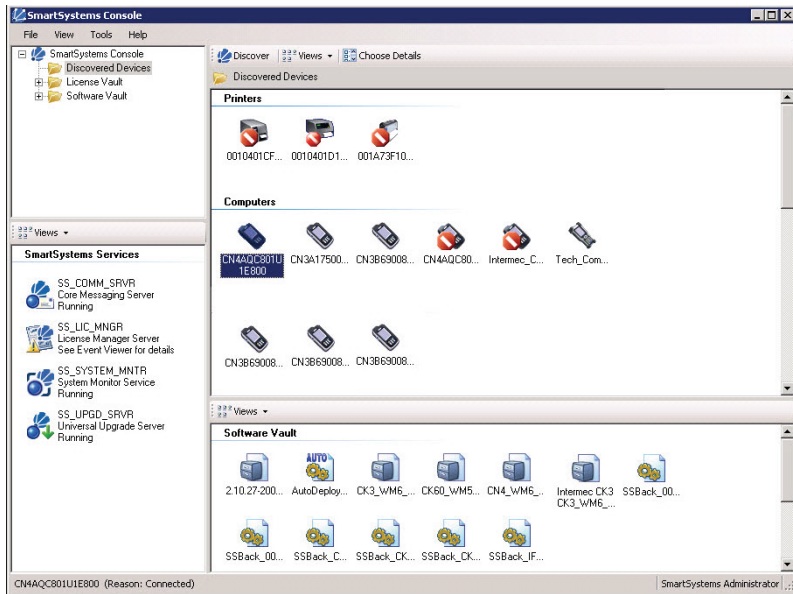 SmartSystems Console
File View Tools Help
SmartSystems Console
Discovered Devices
License Vault
Software Vault
Discover Views Choose Details
Discovered Devices
Printers
0010401CF... 0010401D1... 001A73F10...
Computers
CN4AQC801U
1E800
CN3A17500... CN3B69008... CN4AQC80... Intermec_C... Tech_Com...
CN3B69008... CN3B69008... CN3B69008...
Views
SmartSystems Services
SS_COMM_SRVR
Core Messaging Server
Running
SS_LIC_MNGR
License Manager Server
See Event Viewer for details
SS_SYSTEM_MNTR
System Monitor Service
Running
SS_UPGD_SRVR
Universal Upgrade Server
Running
Views
Software Vault
AUTO
2.10.27-200... AutoDeploy... CK3_WM6_... CK60_WM5... CN4_WM6_... Intermec CK3
CK3_WM6_...
SSBack_00...
SSBack_00... SSBack_C... SSBack_CK... SSBack_CK... SSBack_IF...
CN4AQC801U1E800 (Reason: Connected) SmartSystems Administrator